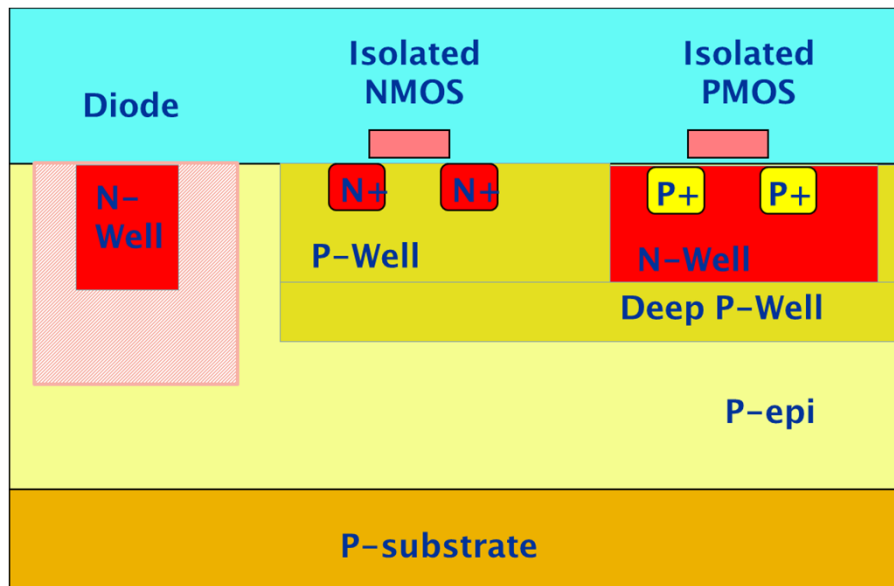 Isolated
NMOS
Isolated
PMOS
Diode
N-
Well
N+
N+
P+
P+
P-Well
N-Well
Deep P-Well
P-epi
P-substrate